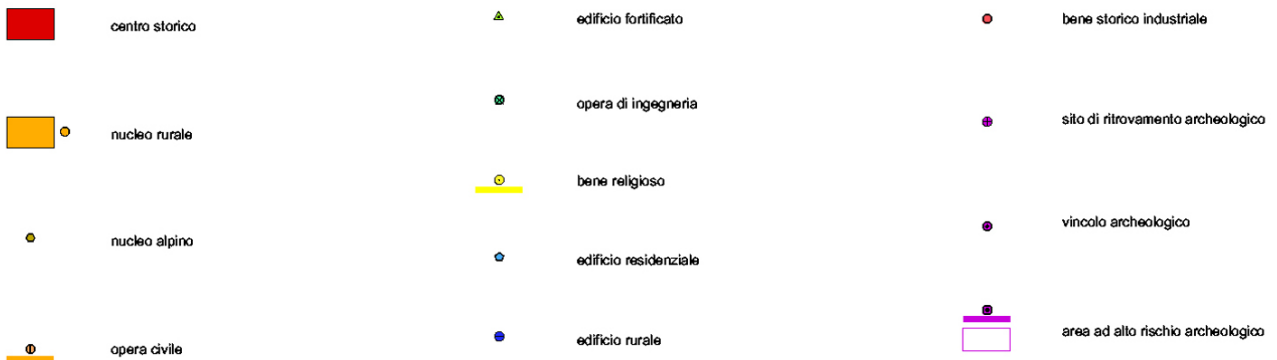 centro storico
nucleo rurale
nucleo alpino
opera civile
edificio fortificato
opera di ingegneria
bene religioso
edificio residenziale
edificio rurale
bene storico industriale
sito di ritrovamento archeologico
vincolo archeologico
area ad alto rischio archeologico